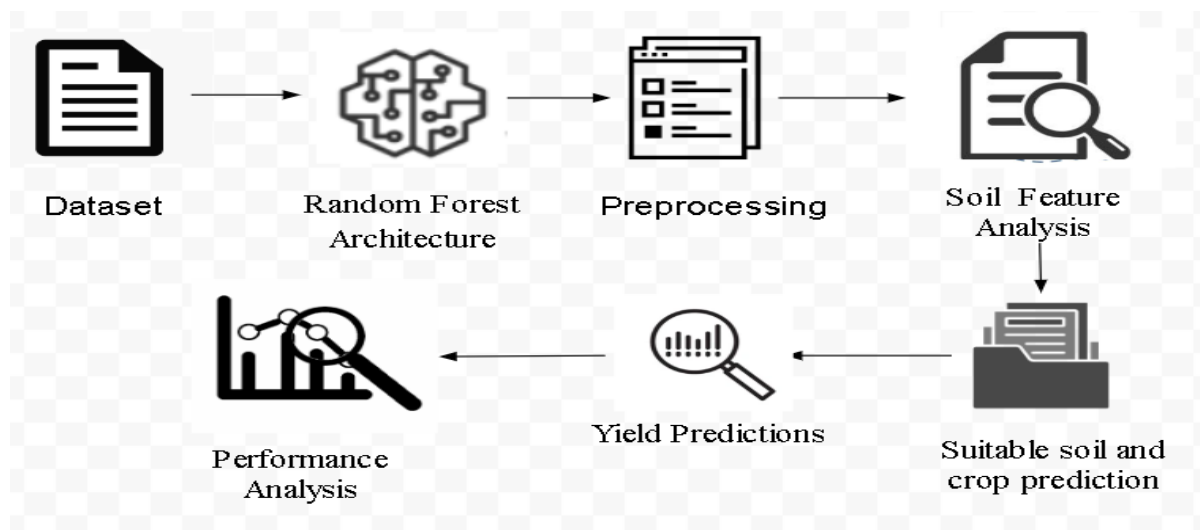 Dataset
Random Forest
Architecture
Preprocessing
Soil Feature
Analysis
Suitable soil and
crop prediction
Yield Predictions
Performance
Analysis